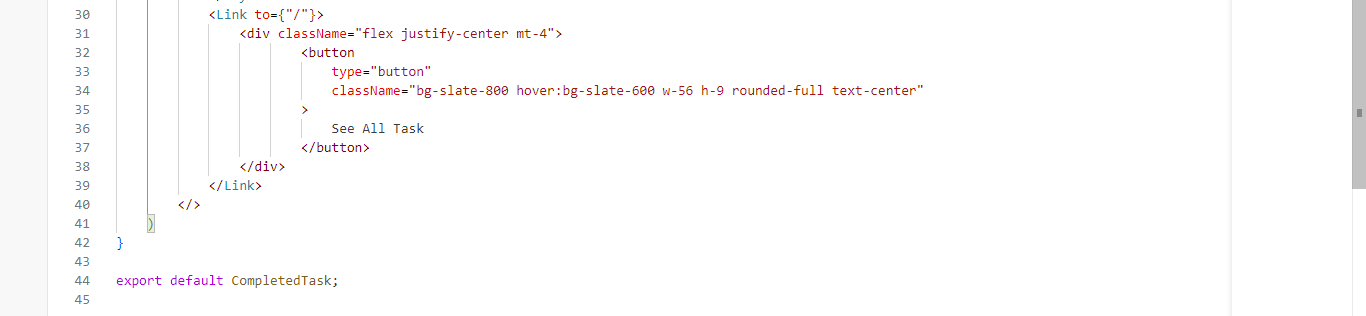 30 <Link to={"/"}>
31 <div className="flex justify-center mt-4">
32 <button
33 type="button"
34 className="bg-slate-800 hover:bg-slate-600 w-56 h-9 rounded-full text-center"
35 >
36 See All Task
37 </button>
38 </div>
39 </Link>
40 </>
41 )
42 }
43
44 export default CompletedTask;
45